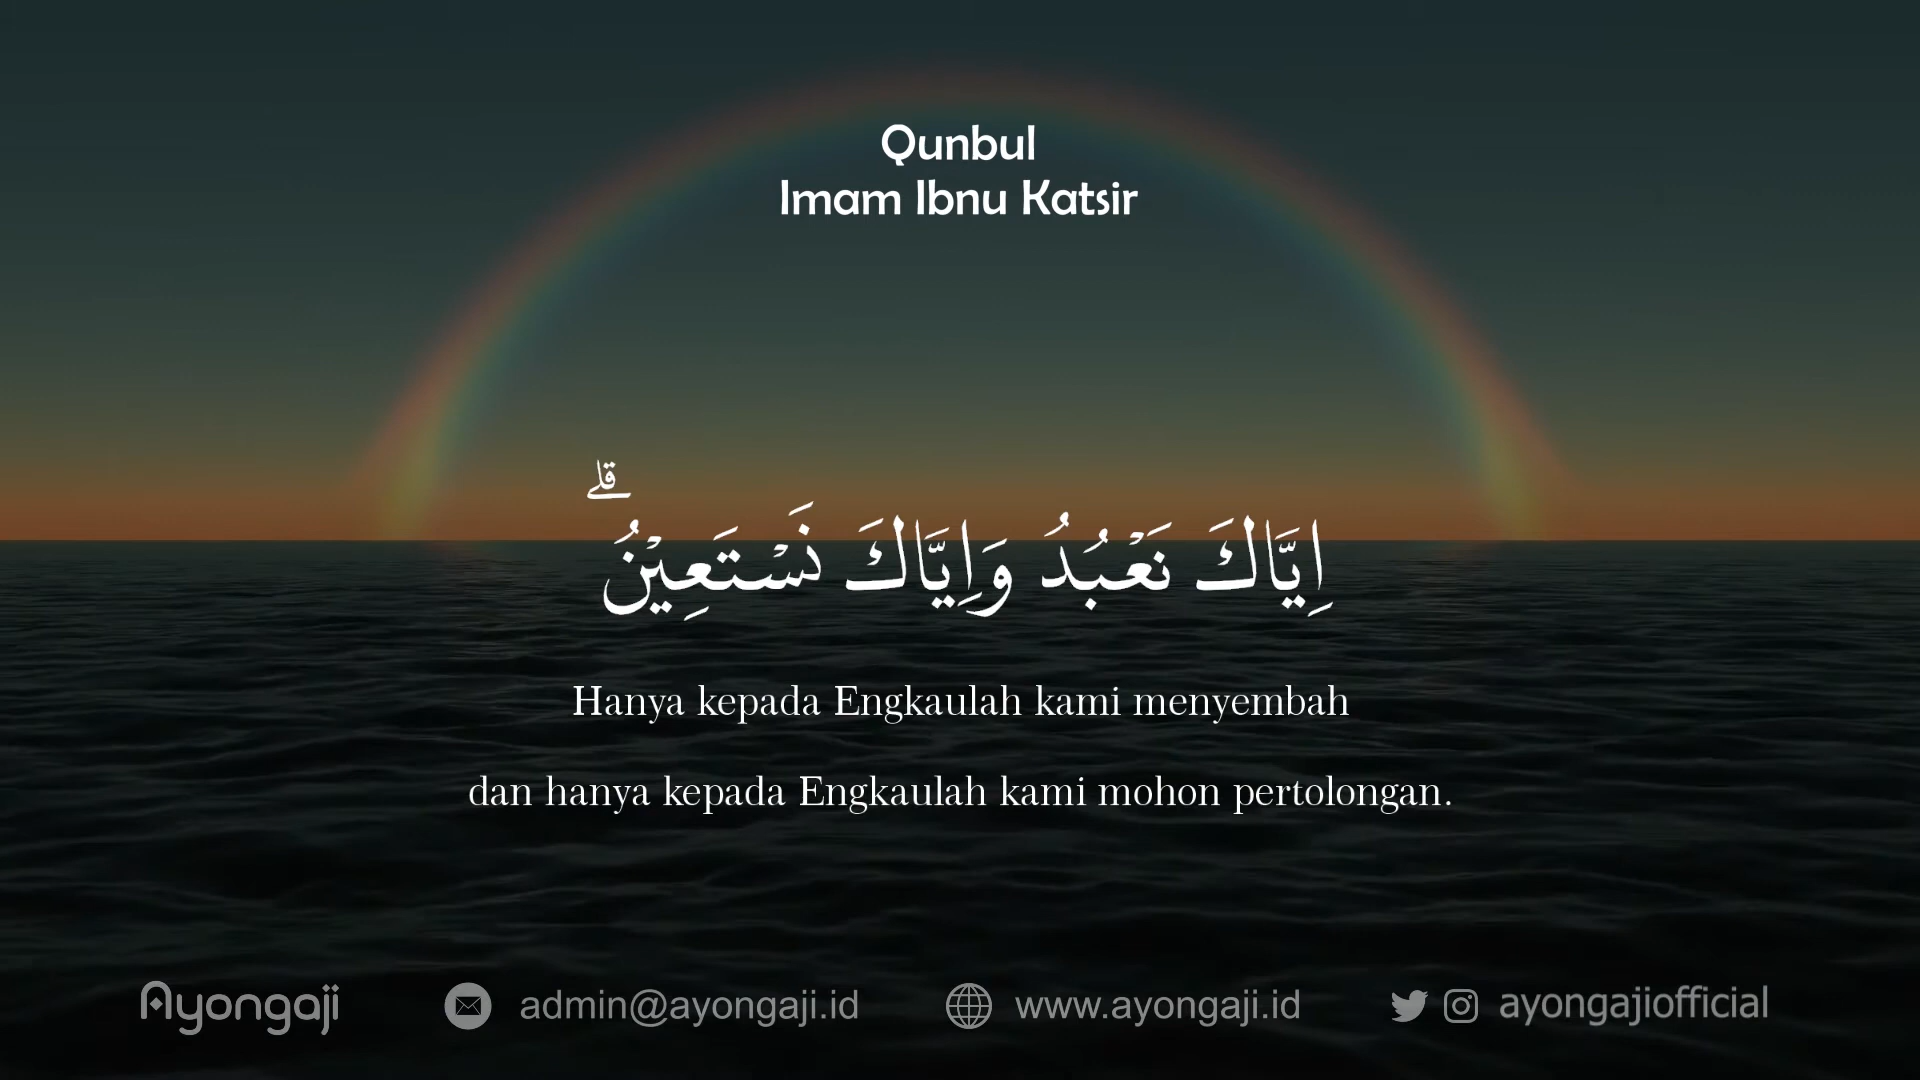 Qunbul
Imam Ibnu Katsir
اِيَّاكَ نَعْبُدُ وَاِيَّاكَ نَسْتَعِيْنُۗ
Hanya kepada Engkaulah kami menyembah
dan hanya kepada Engkaulah kami mohon pertolongan.
Ayongaji admin@ayongaji.id www.ayongaji.id ayongajiofficial